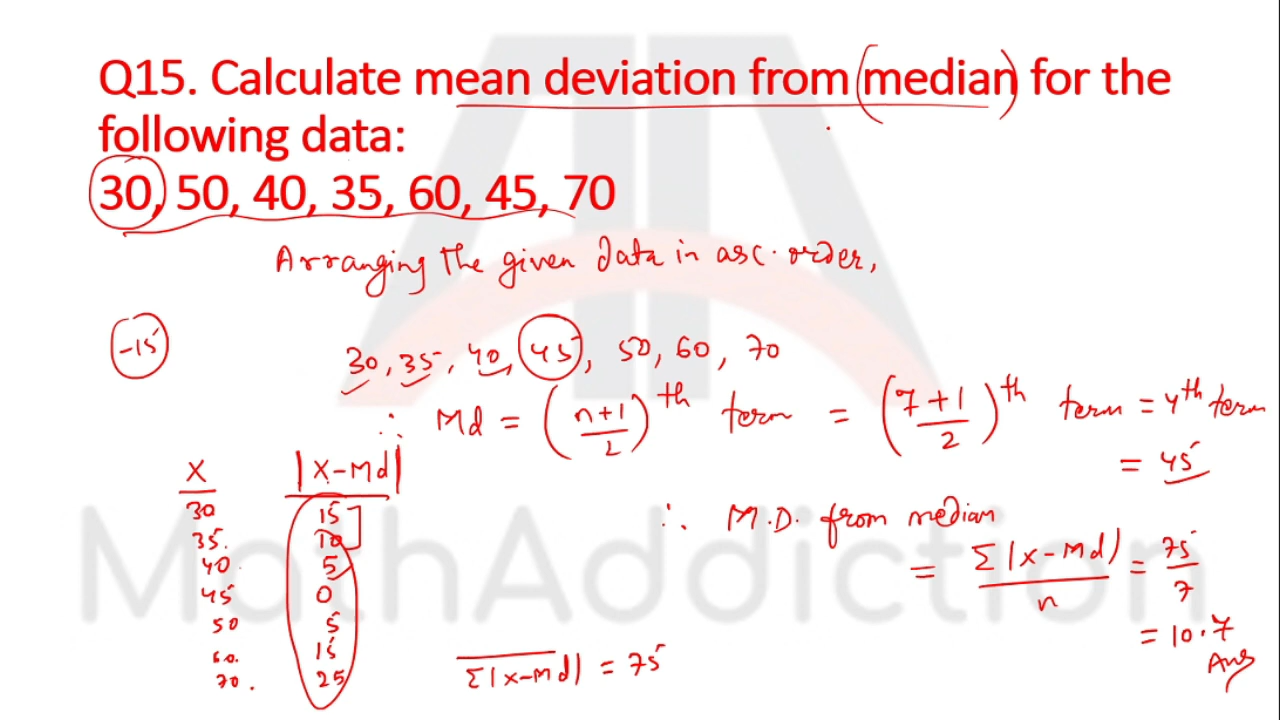 Q15. Calculate mean deviation from (median) for the
following data:
30, 50, 40, 35, 60, 45, 70
Arranging the given data in asc. order,
-15
30, 35, 40, 45, 50, 60, 70
∴ Md = (n+1/2)th term = (7+1/2)th term = 4th term
= 45
X |X-Md|
30 15
35. 10
40. 5
45 0
50 5
60. 15
70. 25
Σ|x-Md| = 75
∴ M.D. from median
= Σ|x-Md|/n = 75/7
= 10.7
Ans
MathAddiction